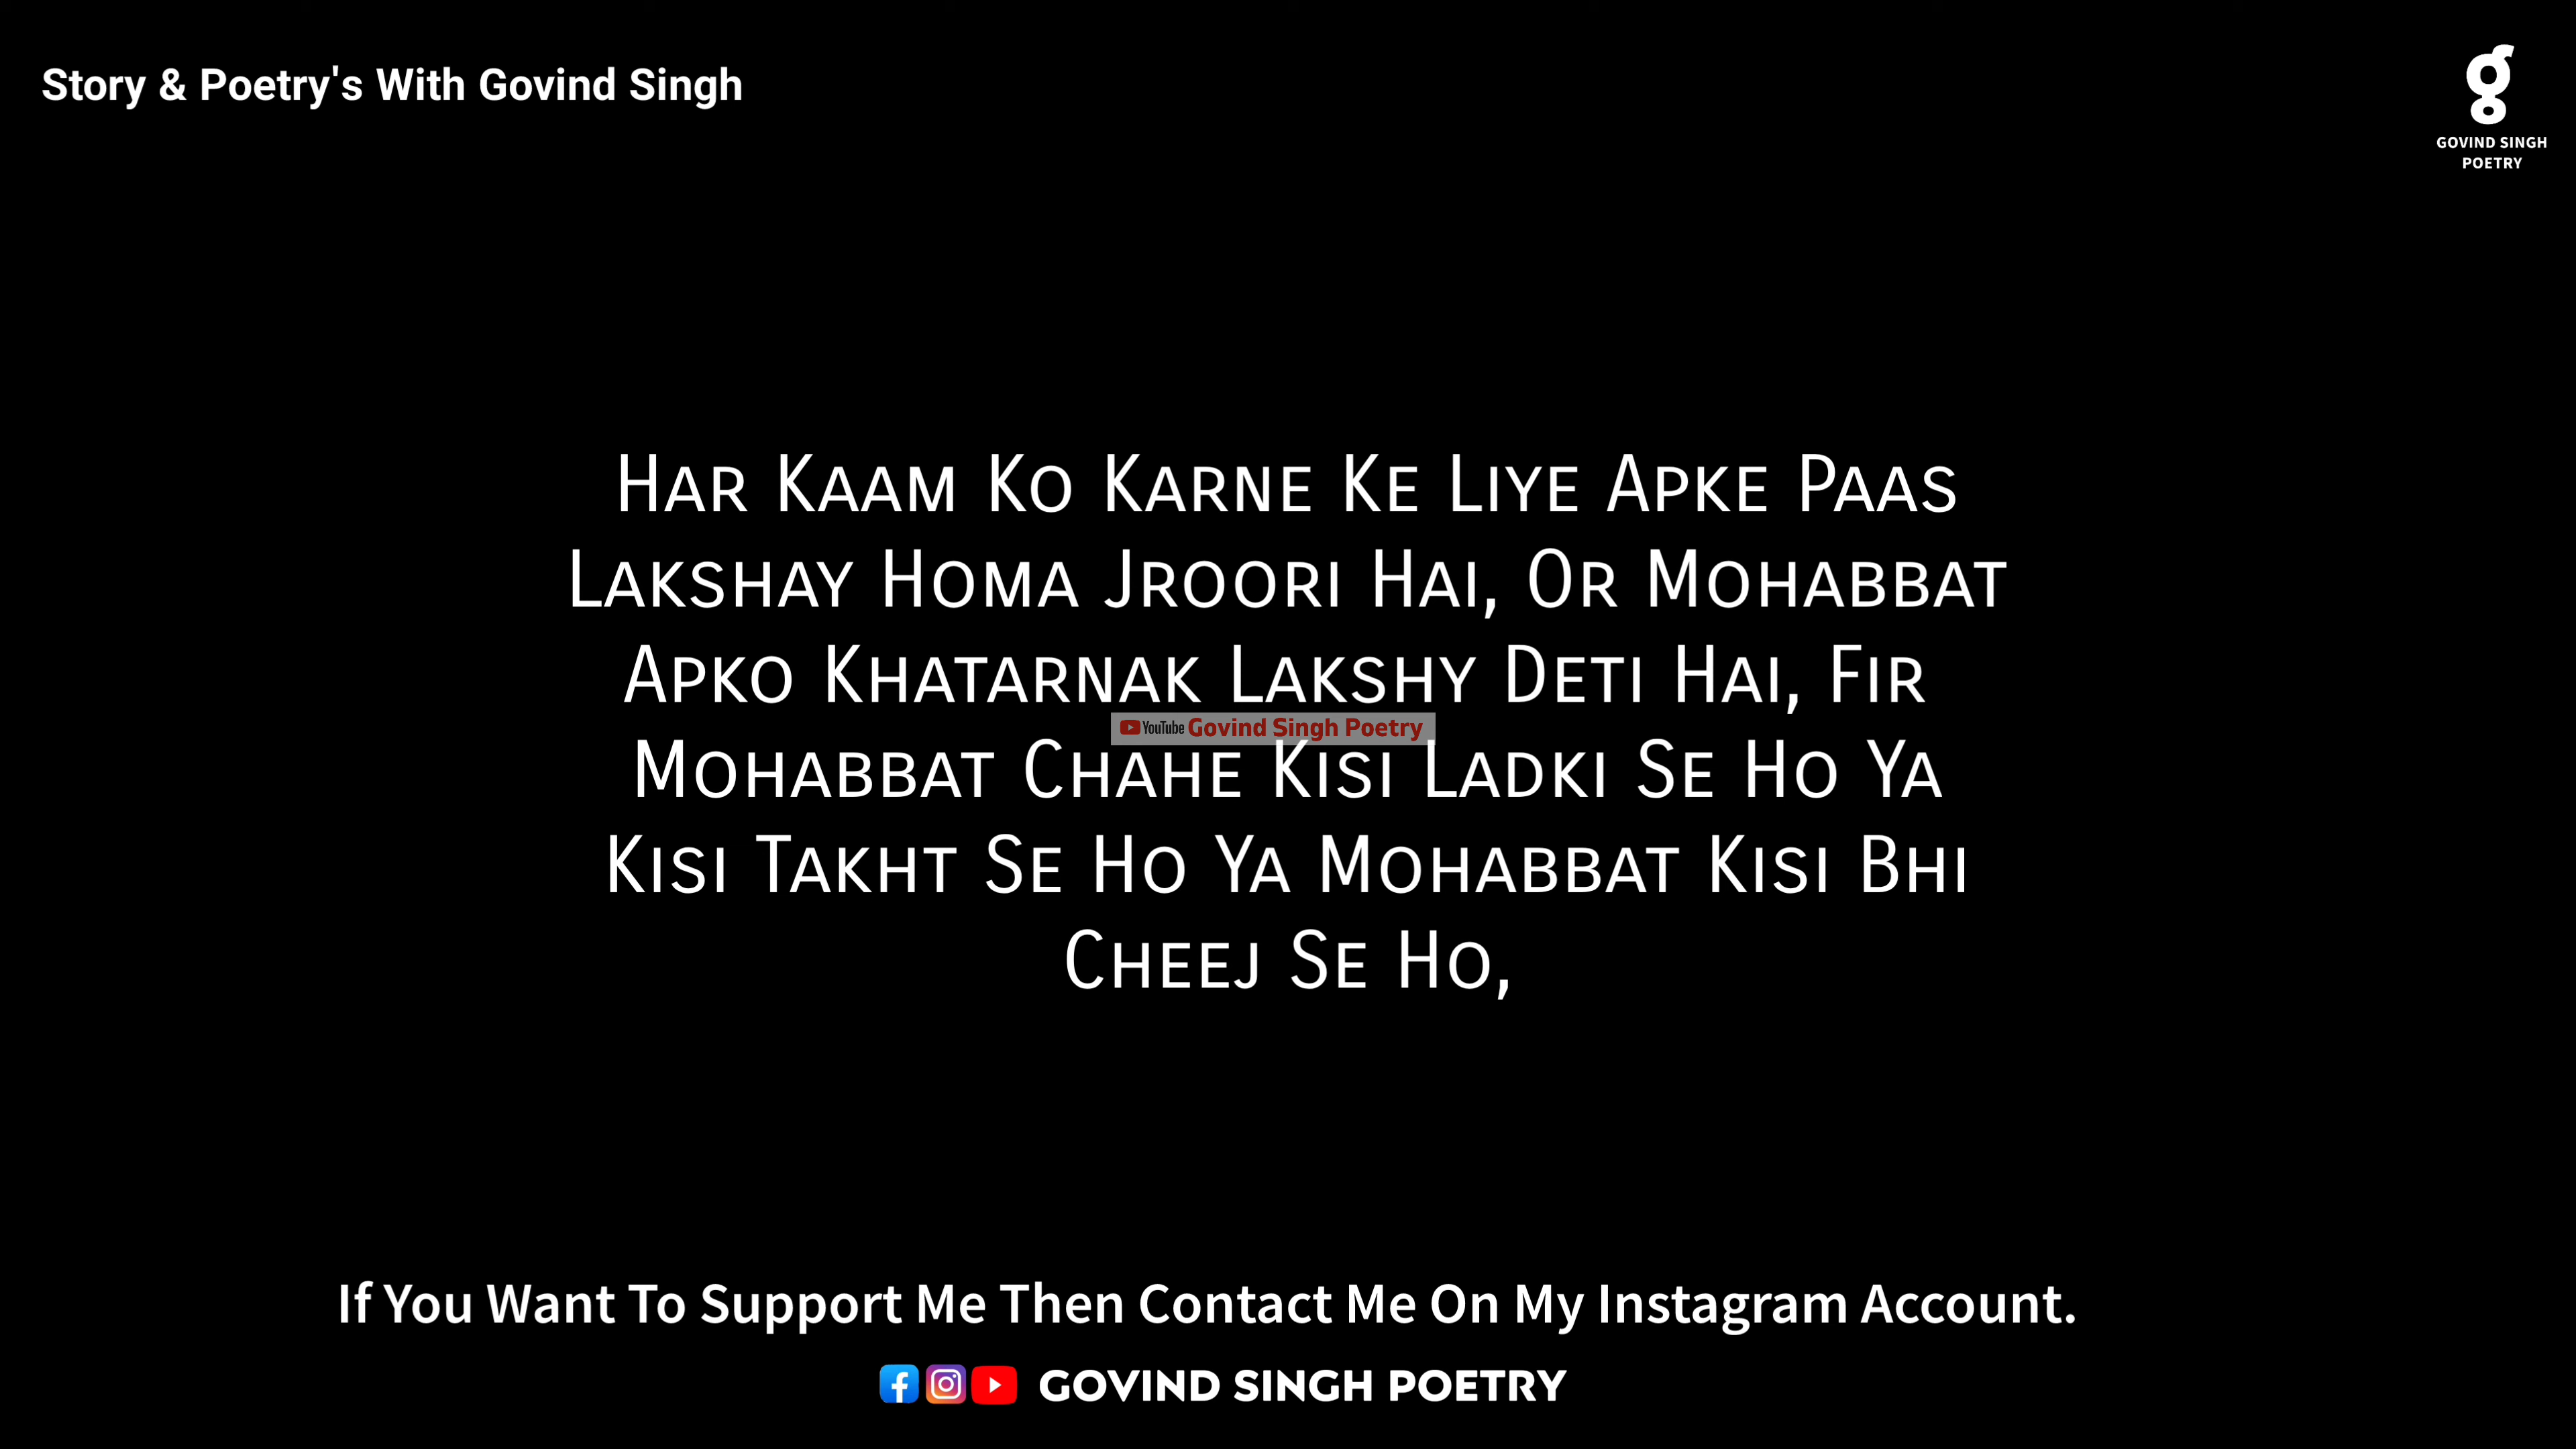 Story & Poetry's With Govind Singh
GOVIND SINGH
POETRY
Har Kaam Ko Karne Ke Liye Apke Paas
Lakshay Homa Jroori Hai, Or Mohabbat
Apko Khatarnak Lakshy Deti Hai, Fir
YouTube Govind Singh Poetry
Mohabbat Chahe Kisi Ladki Se Ho Ya
Kisi Takht Se Ho Ya Mohabbat Kisi Bhi
Cheej Se Ho,
If You Want To Support Me Then Contact Me On My Instagram Account.
GOVIND SINGH POETRY